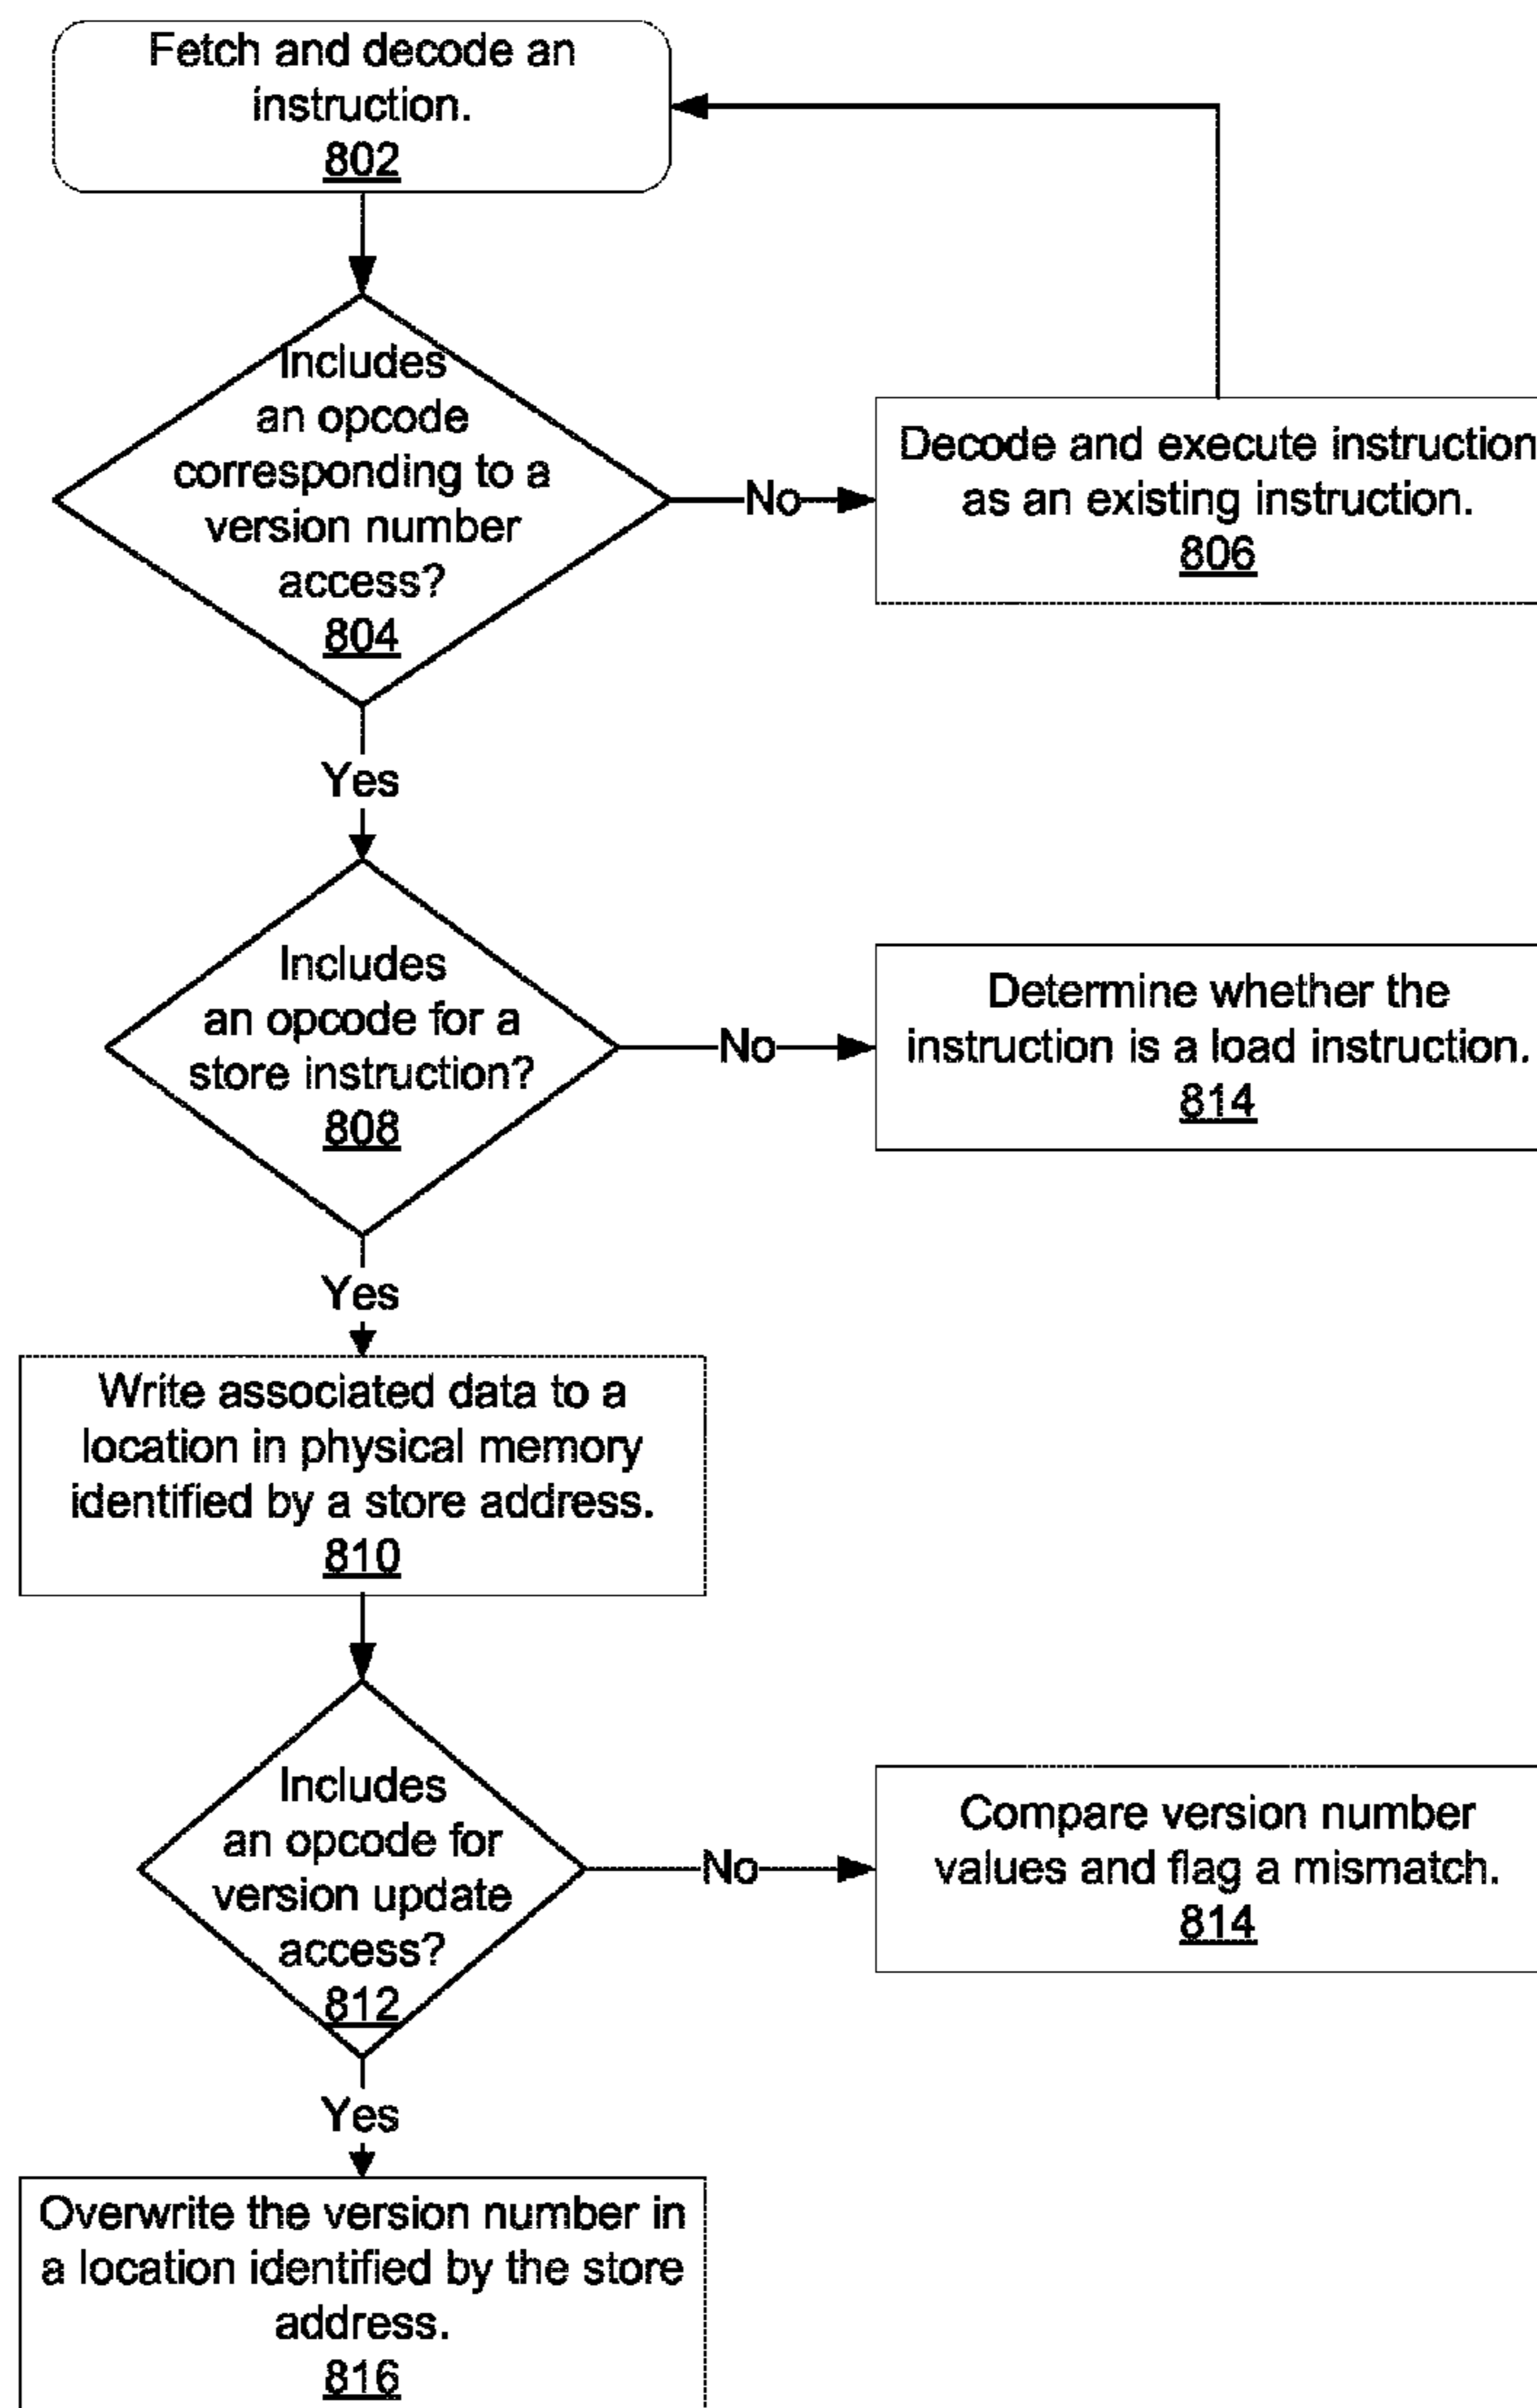 Fetch and decode an
instruction.
802
Includes
an opcode
corresponding to a
version number
access?
804
No
Decode and execute instruction
as an existing instruction.
806
Yes
Includes
an opcode for a
store instruction?
808
No
Determine whether the
instruction is a load instruction.
814
Yes
Write associated data to a
location in physical memory
identified by a store address.
810
Includes
an opcode for
version update
access?
812
No
Compare version number
values and flag a mismatch.
814
Yes
Overwrite the version number in
a location identified by the store
address.
816